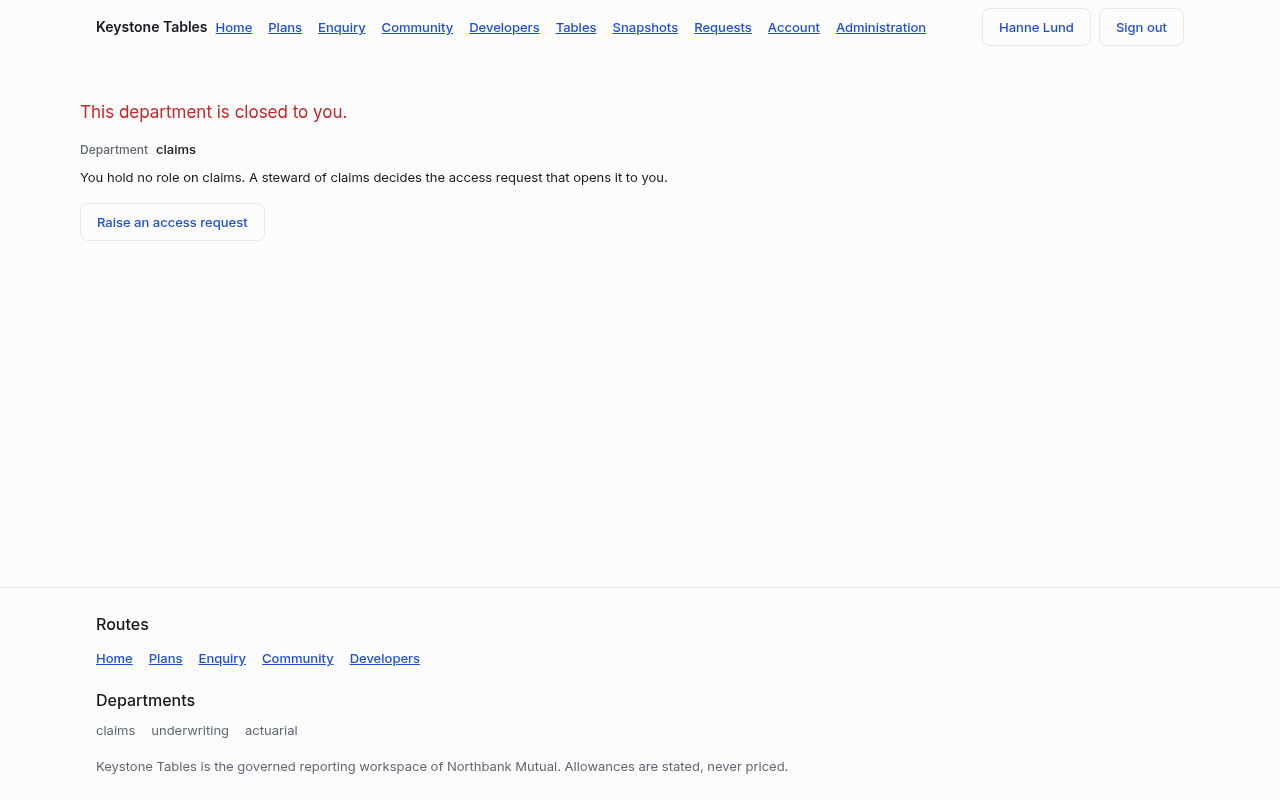 Keystone Tables Home Plans Enquiry Community Developers Tables Snapshots Requests Account Administration Hanne Lund Sign out
This department is closed to you.
Department claims
You hold no role on claims. A steward of claims decides the access request that opens it to you.
Raise an access request
Routes
Home Plans Enquiry Community Developers
Departments
claims underwriting actuarial
Keystone Tables is the governed reporting workspace of Northbank Mutual. Allowances are stated, never priced.